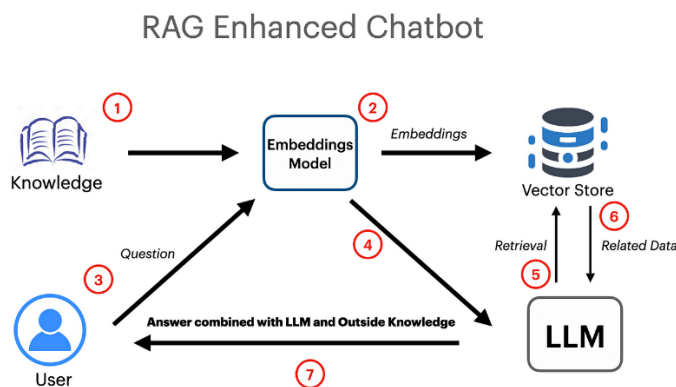 RAG Enhanced Chatbot
1
2
Knowledge
Embeddings
Model
Embeddings
Vector Store
3
Question
4
Retrieval
5
6
Related Data
User
Answer combined with LLM and Outside Knowledge
7
LLM